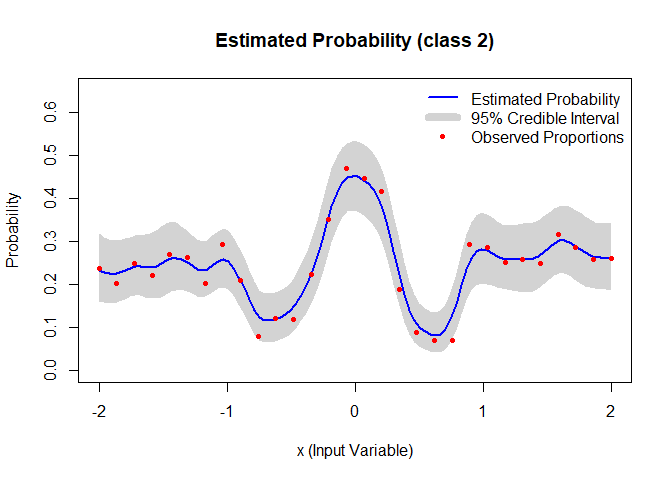 Estimated Probability (class 2)
Estimated Probability
95% Credible Interval
Observed Proportions
Probability
0.6
0.5
0.4
0.3
0.2
0.1
0.0
-2
-1
0
1
2
x (Input Variable)